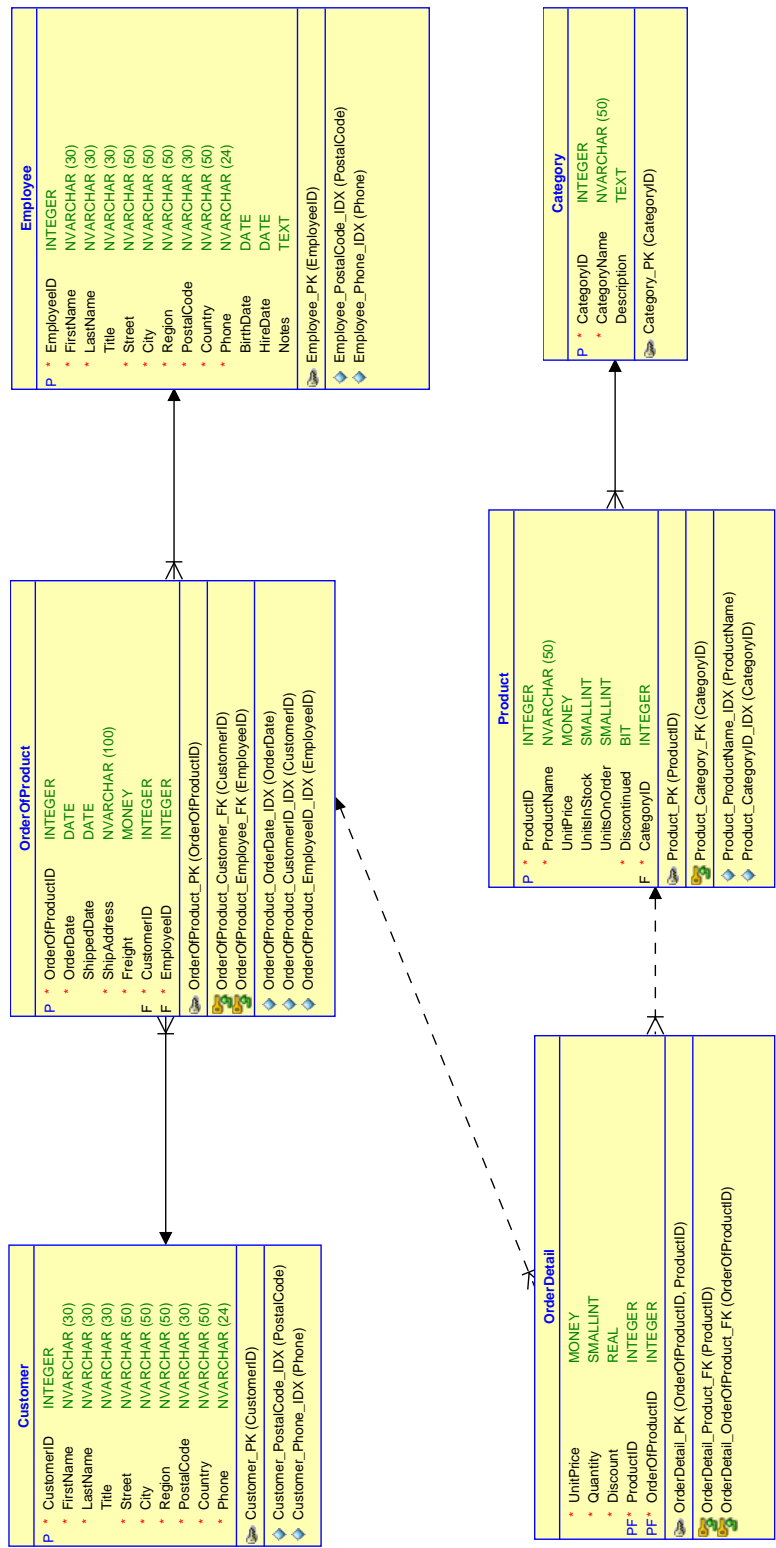 Customer
P * CustomerID INTEGER
* FirstName NVARCHAR (30)
* LastName NVARCHAR (30)
Title NVARCHAR (30)
* Street NVARCHAR (50)
* City NVARCHAR (50)
* Region NVARCHAR (50)
* PostalCode NVARCHAR (30)
* Country NVARCHAR (50)
* Phone NVARCHAR (24)
Customer_PK (CustomerID)
Customer_PostalCode_IDX (PostalCode)
Customer_Phone_IDX (Phone)
OrderOfProduct
P * OrderOfProductID INTEGER
* OrderDate DATE
ShippedDate DATE
* ShipAddress NVARCHAR (100)
* Freight MONEY
F * CustomerID INTEGER
F * EmployeeID INTEGER
OrderOfProduct_PK (OrderOfProductID)
OrderOfProduct_Customer_FK (CustomerID)
OrderOfProduct_Employee_FK (EmployeeID)
OrderOfProduct_OrderDate_IDX (OrderDate)
OrderOfProduct_CustomerID_IDX (CustomerID)
OrderOfProduct_EmployeeID_IDX (EmployeeID)
Employee
P * EmployeeID INTEGER
* FirstName NVARCHAR (30)
* LastName NVARCHAR (30)
Title NVARCHAR (30)
* Street NVARCHAR (50)
* City NVARCHAR (50)
* Region NVARCHAR (50)
* PostalCode NVARCHAR (30)
* Country NVARCHAR (50)
* Phone NVARCHAR (24)
BirthDate DATE
HireDate DATE
Notes TEXT
Employee_PK (EmployeeID)
Employee_PostalCode_IDX (PostalCode)
Employee_Phone_IDX (Phone)
OrderDetail
* UnitPrice MONEY
* Quantity SMALLINT
* Discount REAL
PF * ProductID INTEGER
PF * OrderOfProductID INTEGER
OrderDetail_PK (OrderOfProductID, ProductID)
OrderDetail_Product_FK (ProductID)
OrderDetail_OrderOfProduct_FK (OrderOfProductID)
Product
P * ProductID INTEGER
* ProductName NVARCHAR (50)
UnitPrice MONEY
UnitsInStock SMALLINT
UnitsOnOrder SMALLINT
* Discontinued BIT
F * CategoryID INTEGER
Product_PK (ProductID)
Product_Category_FK (CategoryID)
Product_ProductName_IDX (ProductName)
Product_CategoryID_IDX (CategoryID)
Category
P * CategoryID INTEGER
* CategoryName NVARCHAR (50)
Description TEXT
Category_PK (CategoryID)